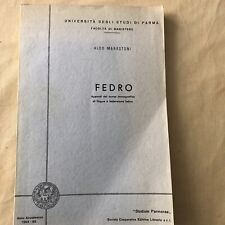 UNIVERSITÀ DEGLI STUDI DI PARMA
FACOLTÀ DI MAGISTERO
ALDO MARASTONI
FEDRO
Appunti dal corso monografico
di lingua e letteratura latina
Anno Accademico
"Studium Parmense"
Società Cooperativa Editrice Libraria a r. l.